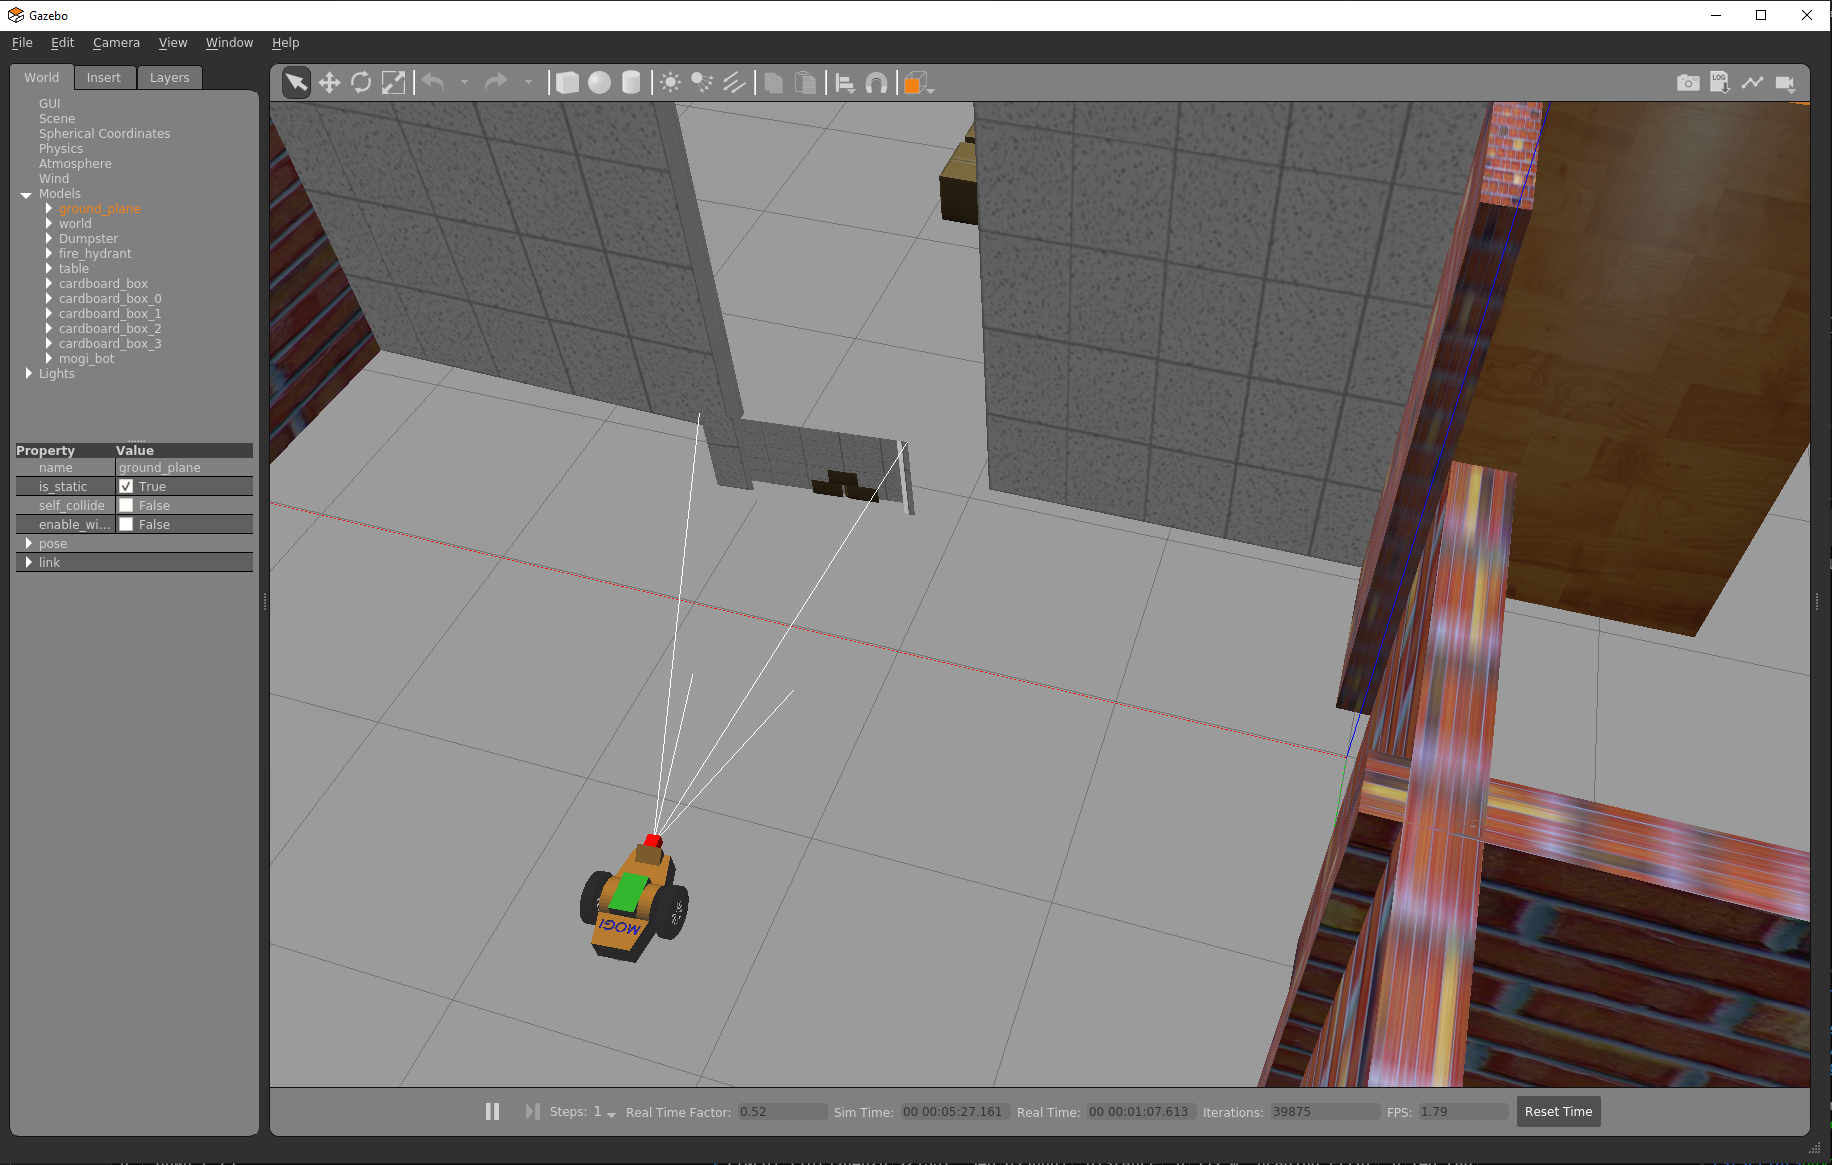 Gazebo
File Edit Camera View Window Help
World Insert Layers
LOG
GUI
Scene
Spherical Coordinates
Physics
Atmosphere
Wind
Models
ground_plane
world
Dumpster
fire_hydrant
table
cardboard_box
cardboard_box_0
cardboard_box_1
cardboard_box_2
cardboard_box_3
mogi_bot
Lights
Property Value
name ground_plane
is_static True
self_collide False
enable_wi... False
pose
link
MOGI
Steps: 1 Real Time Factor: 0.52 Sim Time: 00 00:05:27.161 Real Time: 00 00:01:07.613 Iterations: 39875 FPS: 1.79 Reset Time